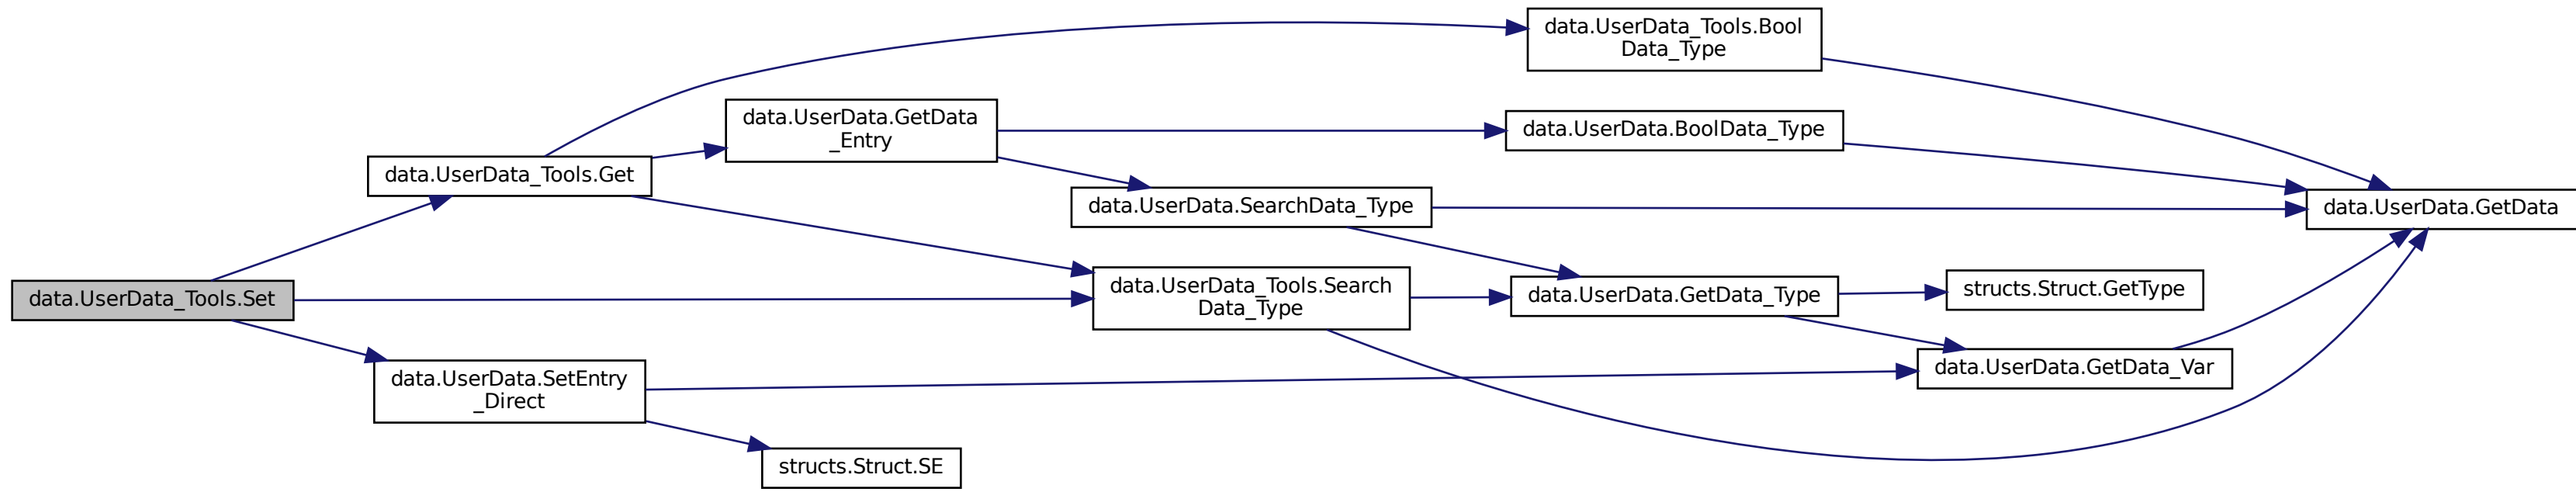 data.UserData_Tools.Set
data.UserData_Tools.Get
data.UserData_Tools.Bool
Data_Type
data.UserData.GetData
data.UserData.GetData
_Entry
data.UserData.BoolData_Type
data.UserData.SearchData_Type
data.UserData_Tools.Search
Data_Type
data.UserData.GetData_Type
structs.Struct.GetType
data.UserData.GetData_Var
data.UserData.SetEntry
_Direct
structs.Struct.SE